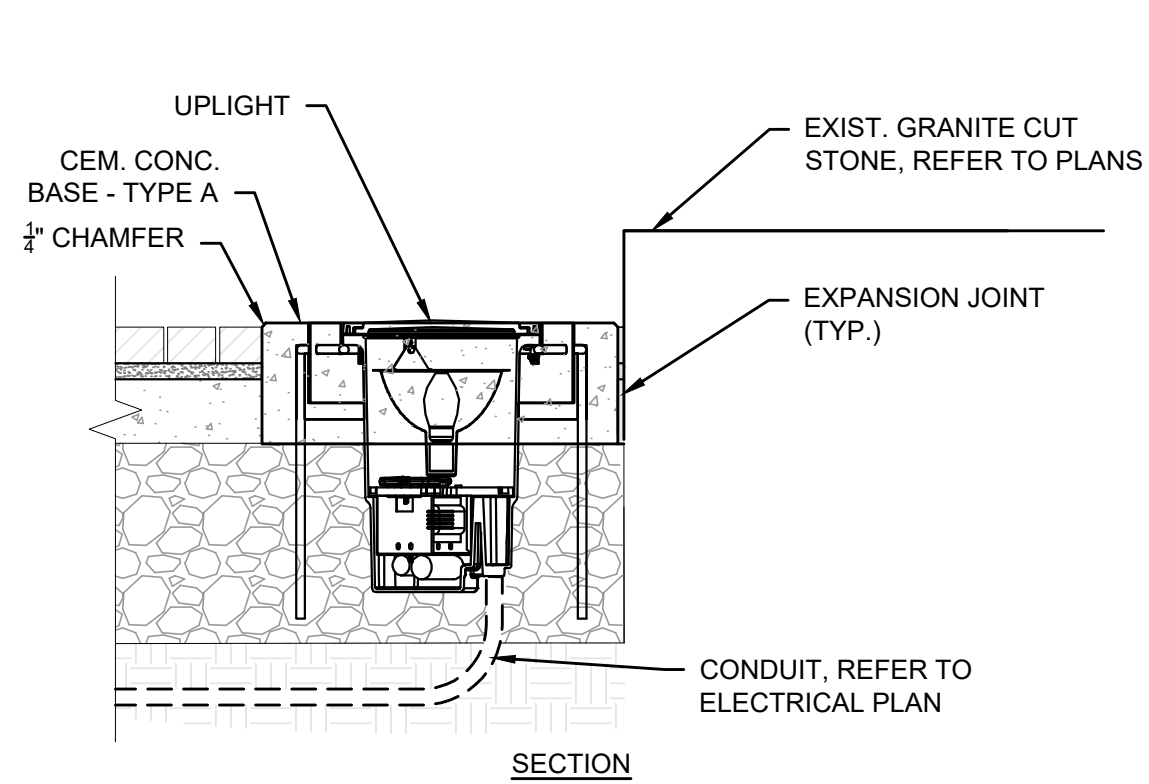 UPLIGHT
CEM. CONC.
BASE - TYPE A
1/4" CHAMFER
EXIST. GRANITE CUT
STONE, REFER TO PLANS
EXPANSION JOINT
(TYP.)
CONDUIT, REFER TO
ELECTRICAL PLAN
SECTION